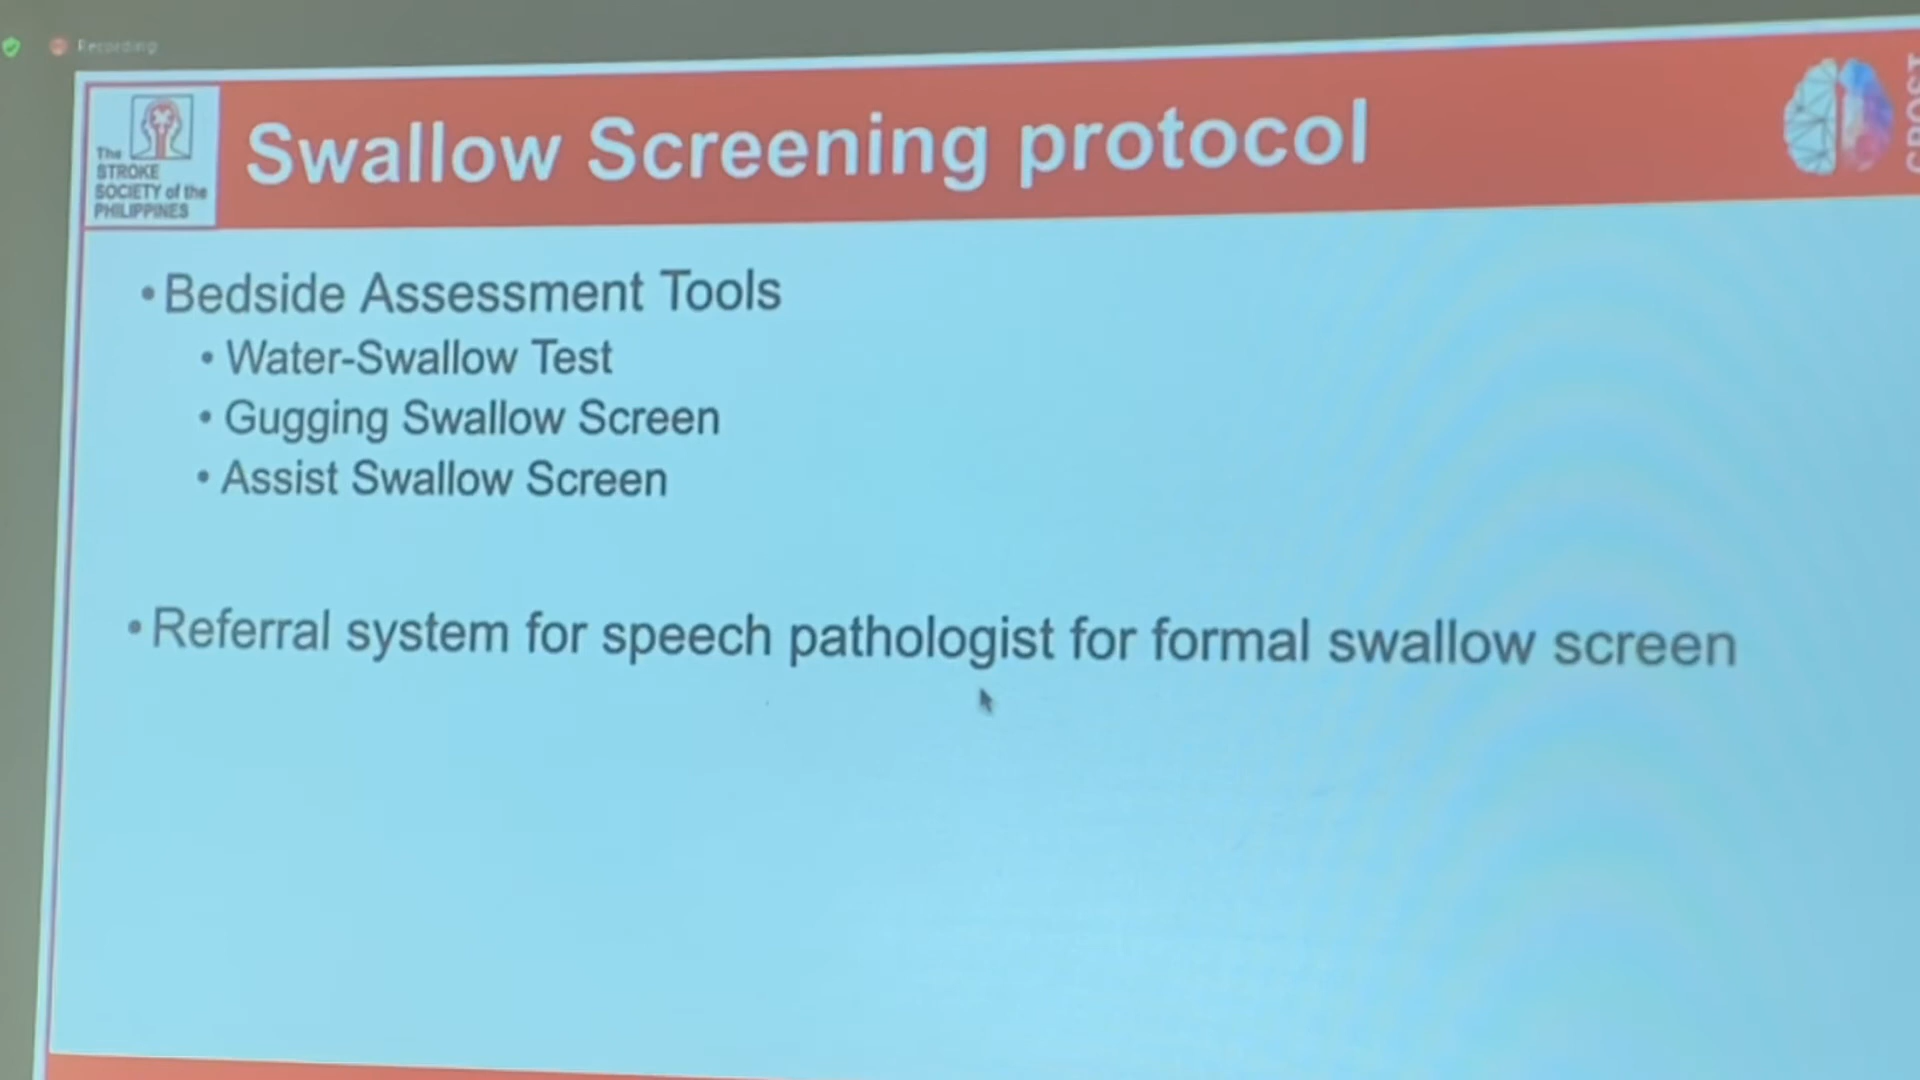 Recording
The
STROKE
SOCIETY of the
PHILIPPINES
Swallow Screening protocol
• Bedside Assessment Tools
• Water-Swallow Test
• Gugging Swallow Screen
• Assist Swallow Screen
• Referral system for speech pathologist for formal swallow screen